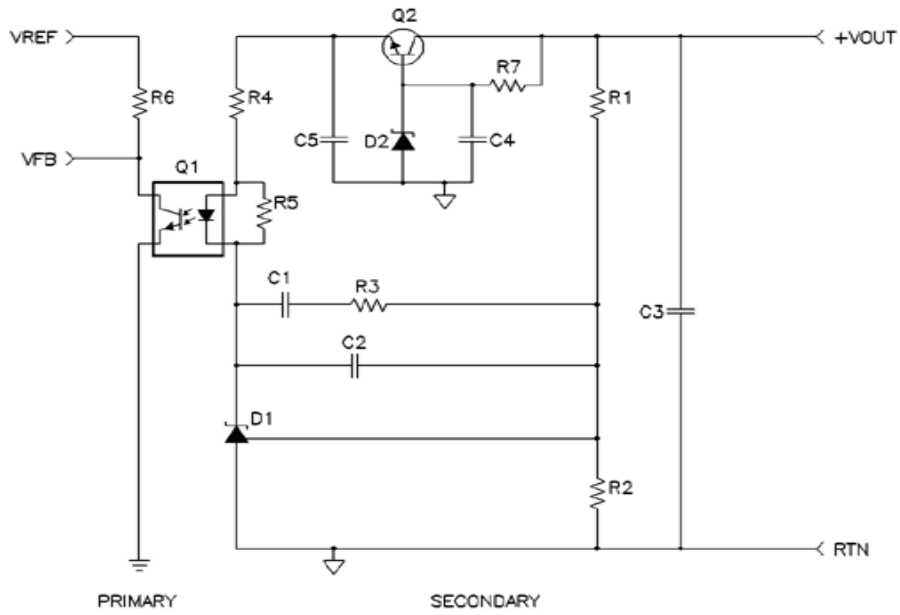 Q2
VREF
+VOUT
R7
R6
R4
R1
C5
D2
C4
VFB
Q1
R5
C1
R3
C3
C2
D1
R2
RTN
PRIMARY
SECONDARY